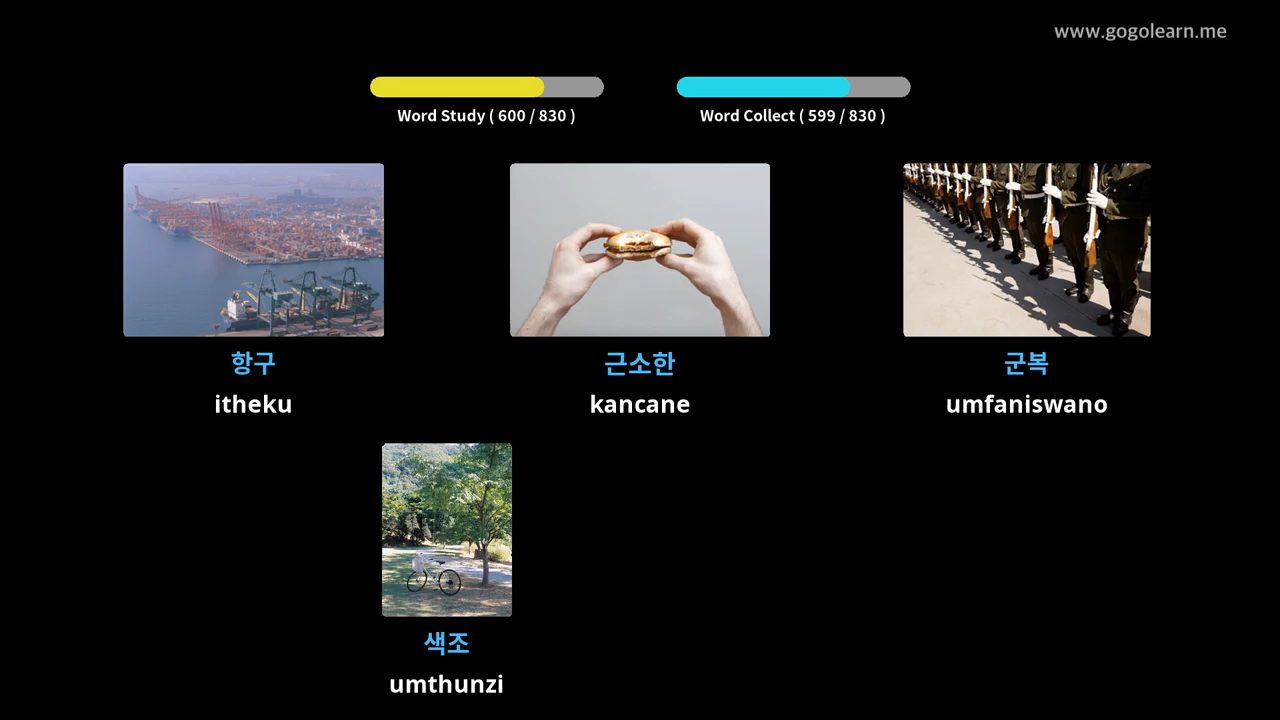 www.gogolearn.me
Word Study ( 600 / 830 )
Word Collect ( 599 / 830 )
항구
itheku
근소한
kancane
군복
umfaniswano
색조
umthunzi